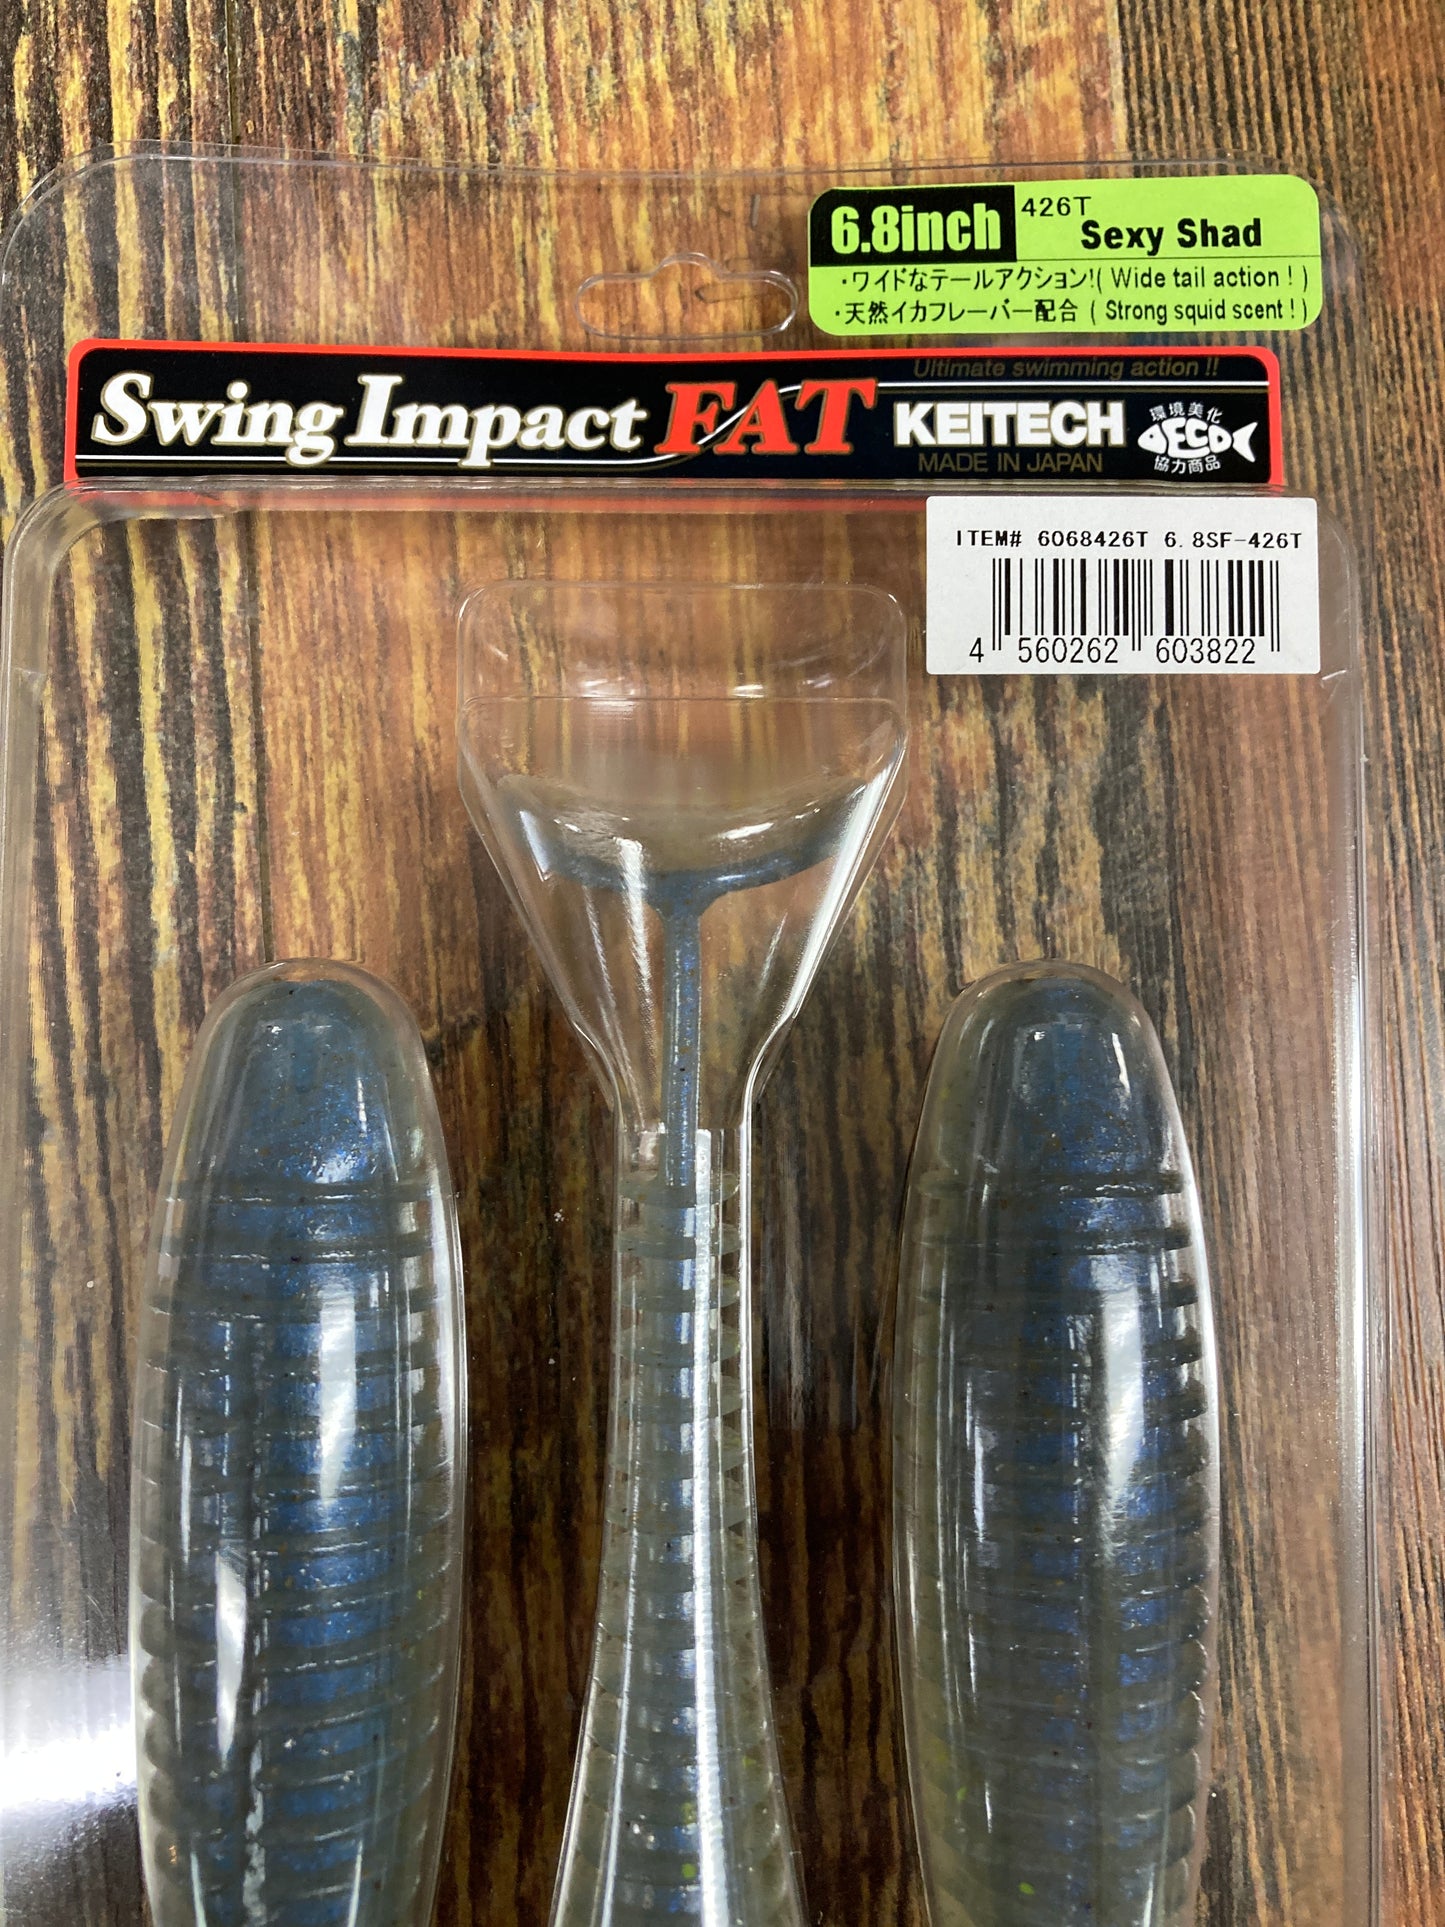 6.8inch 426T
Sexy Shad
・ワイドなテールアクション!( Wide tail action ! )
・天然イカフレーバー配合 ( Strong squid scent ! )
Ultimate swimming action !!
Swing Impact FAT KEITECH
MADE IN JAPAN
環境美化
ECO
協力商品
ITEM# 6068426T 6.8SF-426T
4 560262 603822